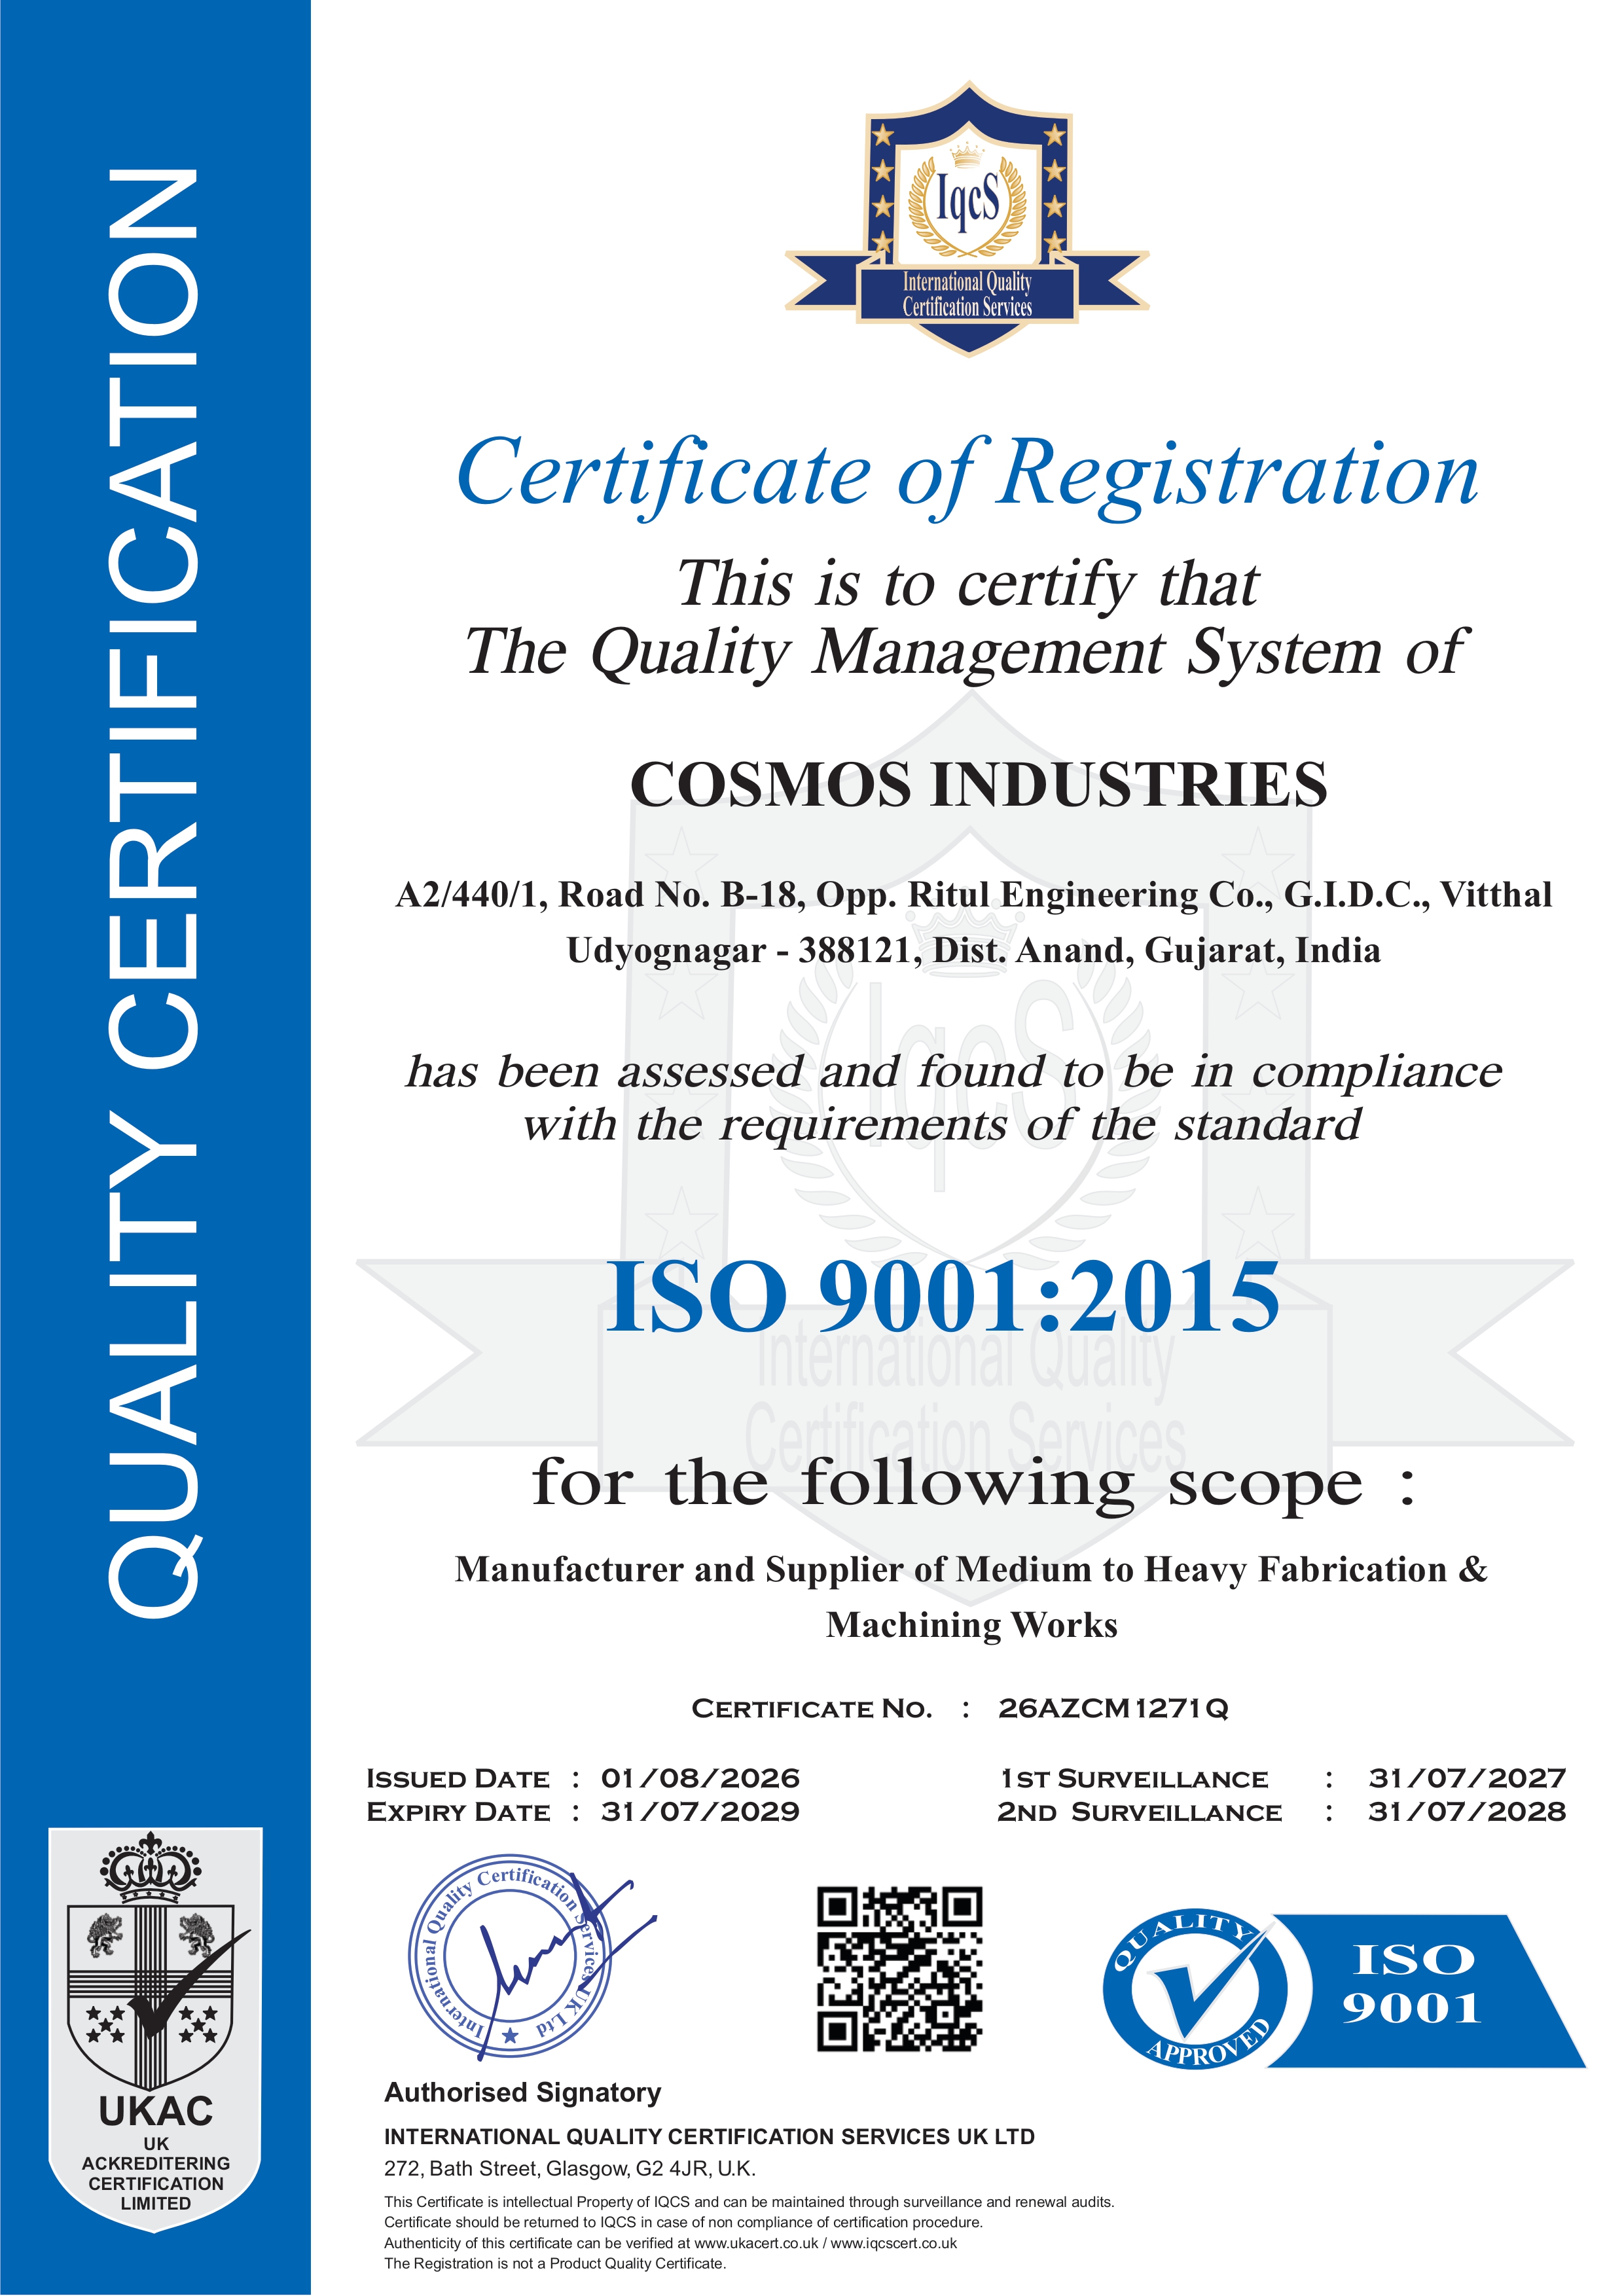 QUALITY CERTIFICATION
IqcS
International Quality
Certification Services
Certificate of Registration
This is to certify that
The Quality Management System of
COSMOS INDUSTRIES
A2/440/1, Road No. B-18, Opp. Ritul Engineering Co., G.I.D.C., Vitthal
Udyognagar - 388121, Dist. Anand, Gujarat, India
has been assessed and found to be in compliance
with the requirements of the standard
IqcS
ISO 9001:2015
International Quality
Certification Services
for the following scope :
Manufacturer and Supplier of Medium to Heavy Fabrication &
Machining Works
CERTIFICATE NO. : 26AZCM1271Q
ISSUED DATE : 01/08/2026
EXPIRY DATE : 31/07/2029
1ST SURVEILLANCE : 31/07/2027
2ND SURVEILLANCE : 31/07/2028
International Quality Certification Services UK Ltd
QUALITY
APPROVED
ISO
9001
UKAC
UK
ACKREDITERING
CERTIFICATION
LIMITED
Authorised Signatory
INTERNATIONAL QUALITY CERTIFICATION SERVICES UK LTD
272, Bath Street, Glasgow, G2 4JR, U.K.
This Certificate is intellectual Property of IQCS and can be maintained through surveillance and renewal audits.
Certificate should be returned to IQCS in case of non compliance of certification procedure.
Authenticity of this certificate can be verified at www.ukacert.co.uk / www.iqcscert.co.uk
The Registration is not a Product Quality Certificate.